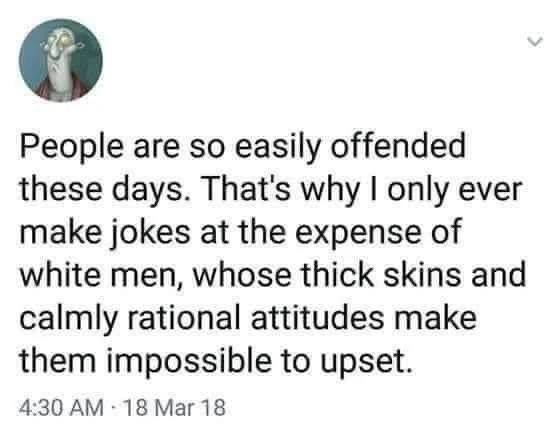 People are so easily offended
these days. That's why I only ever
make jokes at the expense of
white men, whose thick skins and
calmly rational attitudes make
them impossible to upset.
4:30 AM · 18 Mar 18